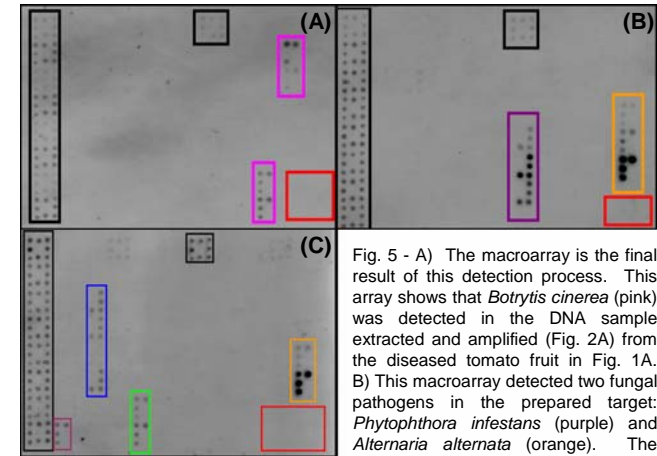 (A)
(B)
(C)
Fig. 5 - A) The macroarray is the final
result of this detection process. This
array shows that Botrytis cinerea (pink)
was detected in the DNA sample
extracted and amplified (Fig. 2A) from
the diseased tomato fruit in Fig. 1A.
B) This macroarray detected two fungal
pathogens in the prepared target:
Phytophthora infestans (purple) and
Alternaria alternata (orange). The